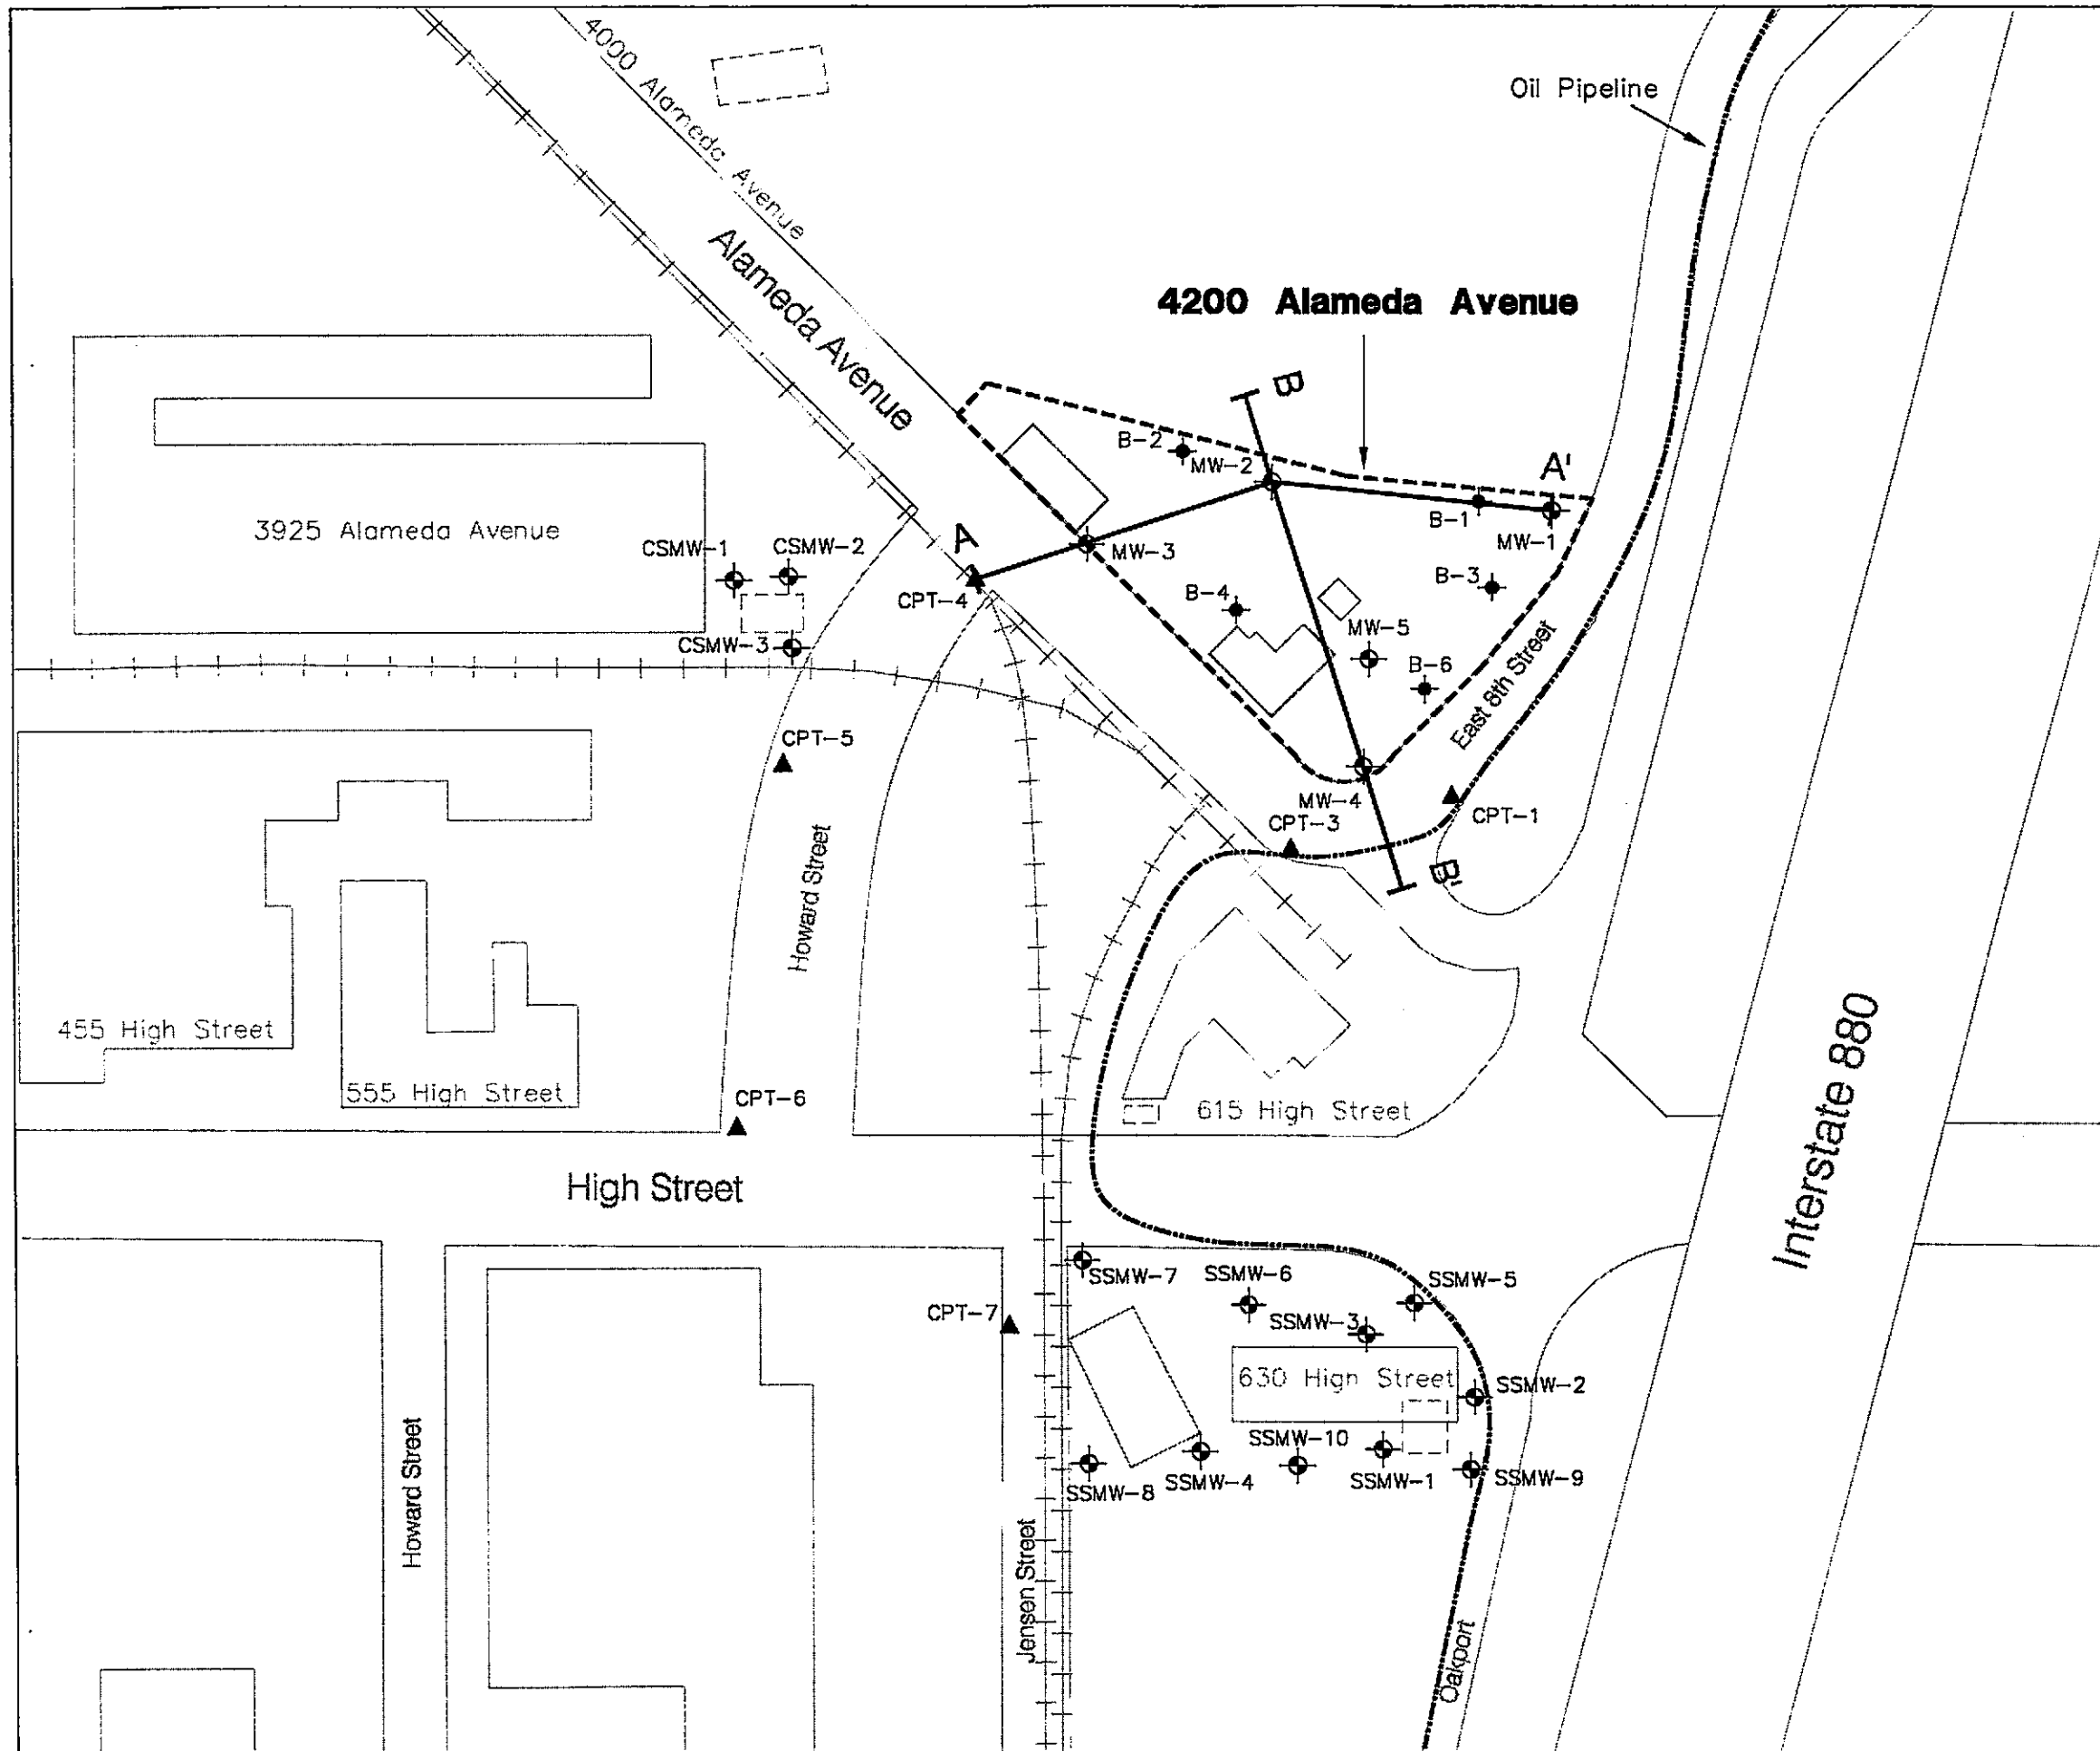 4000 Alameda Avenue
Oil Pipeline
Alameda Avenue
4200 Alameda Avenue
B
B-2
MW-2
A'
B-1
MW-1
3925 Alameda Avenue
CSMW-1
CSMW-2
A
MW-3
CPT-4
B-4
B-3
CSMW-3
MW-5
B-6
East 8th Street
CPT-5
MW-4
CPT-3
CPT-1
B'
Howard Street
455 High Street
555 High Street
CPT-6
615 High Street
High Street
Interstate 880
SSMW-7
SSMW-6
SSMW-5
CPT-7
SSMW-3
630 High Street
SSMW-2
SSMW-10
SSMW-8
SSMW-4
SSMW-1
SSMW-9
Howard Street
Jensen Street
Oakport